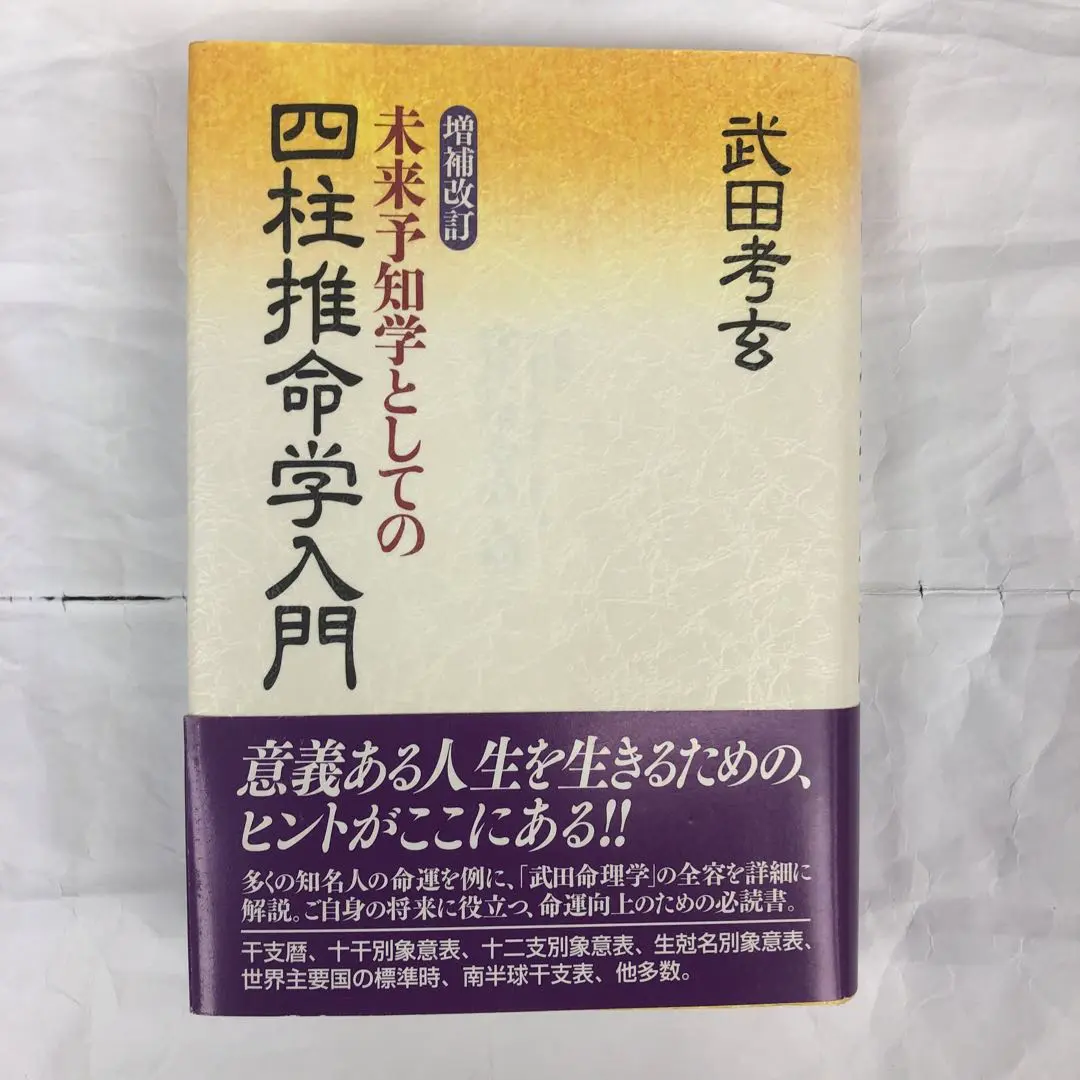 武田考玄
増補改訂
未来予知学としての
四柱推命学入門
意義ある人生を生きるための、
ヒントがここにある!!
多くの知名人の命運を例に、「武田命理学」の全容を詳細に
解説。ご自身の将来に役立つ、命運向上のための必読書。
干支暦、十干別象意表、十二支別象意表、生尅名別象意表、
世界主要国の標準時、南半球干支表、他多数。